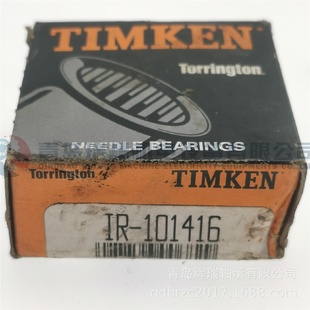 TIMKEN
Torrington
NEEDLE BEARINGS
Torrington TIMKEN
IR-101416